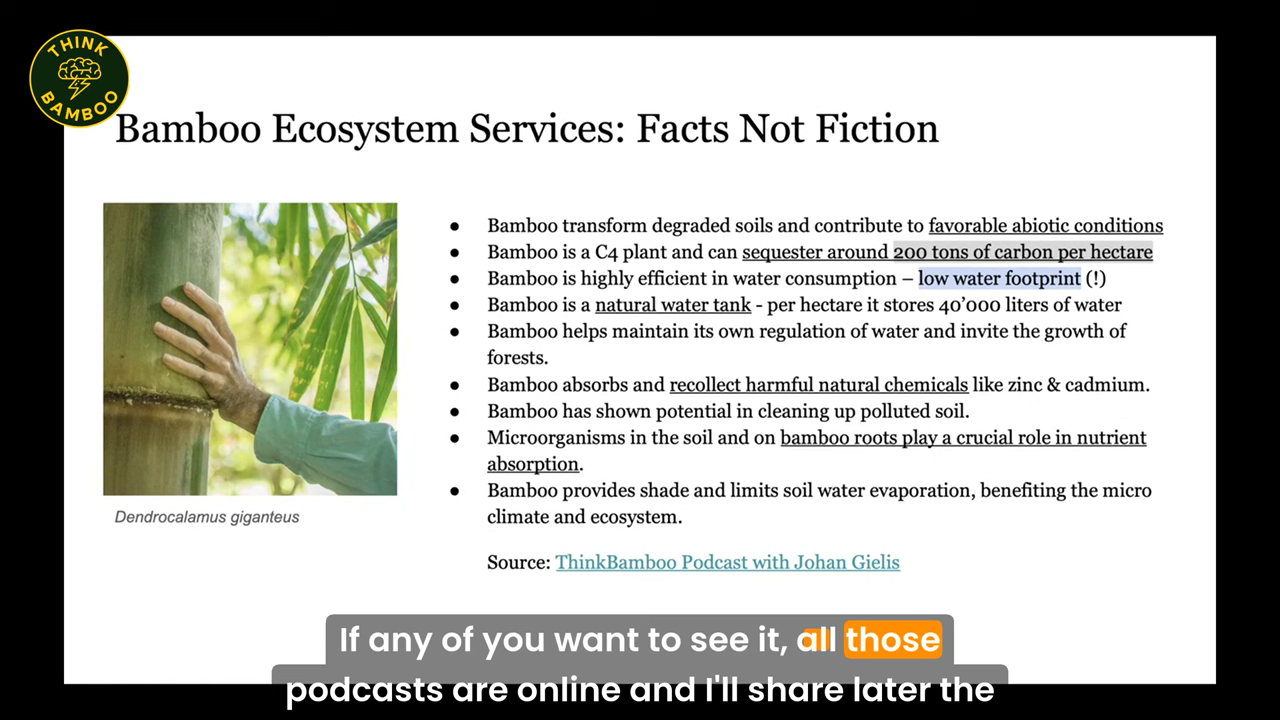 THINK
BAMBOO
Bamboo Ecosystem Services: Facts Not Fiction
● Bamboo transform degraded soils and contribute to favorable abiotic conditions
● Bamboo is a C4 plant and can sequester around 200 tons of carbon per hectare
● Bamboo is highly efficient in water consumption – low water footprint (!)
● Bamboo is a natural water tank - per hectare it stores 40’000 liters of water
● Bamboo helps maintain its own regulation of water and invite the growth of
forests.
● Bamboo absorbs and recollect harmful natural chemicals like zinc & cadmium.
● Bamboo has shown potential in cleaning up polluted soil.
● Microorganisms in the soil and on bamboo roots play a crucial role in nutrient
absorption.
● Bamboo provides shade and limits soil water evaporation, benefiting the micro
climate and ecosystem.
Dendrocalamus giganteus
Source: ThinkBamboo Podcast with Johan Gielis
If any of you want to see it, all those
podcasts are online and I'll share later the